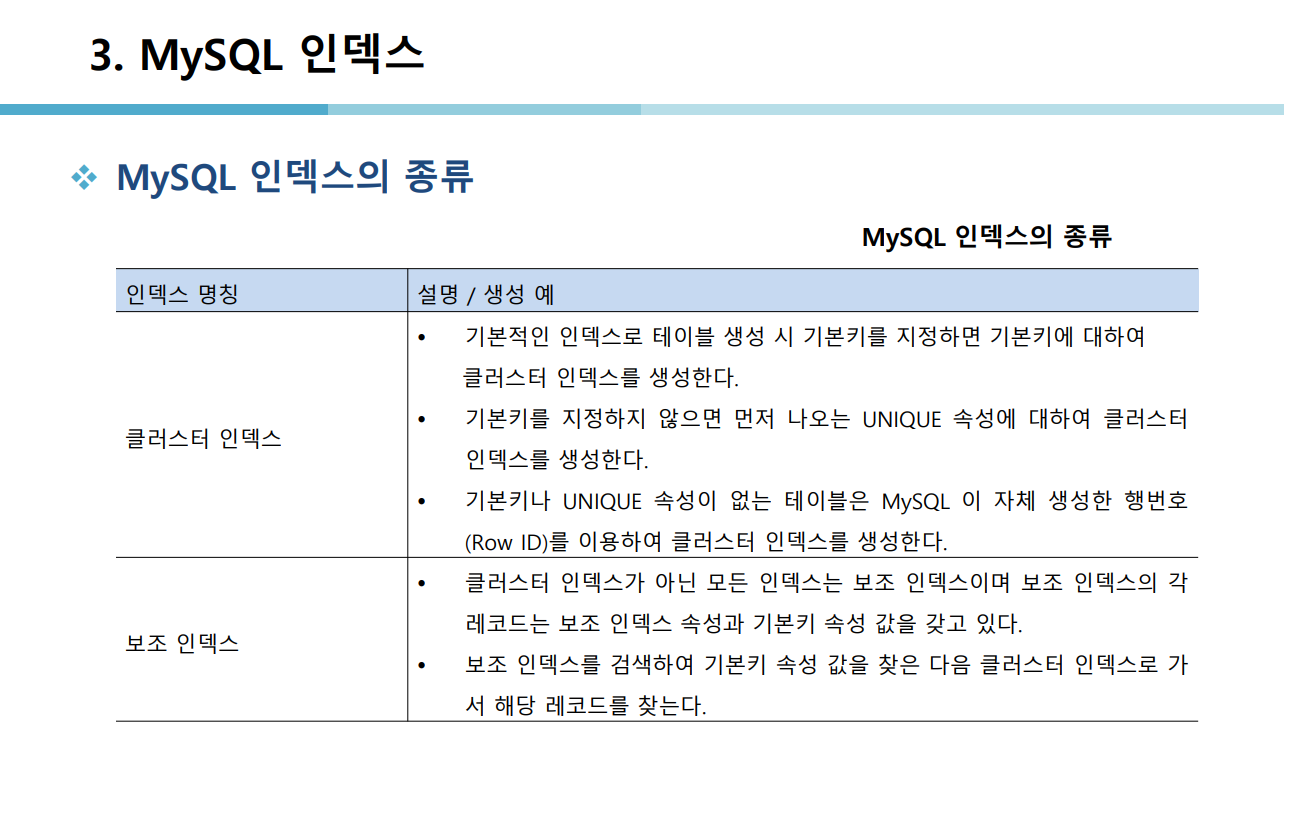 3. MySQL 인덱스
❖ MySQL 인덱스의 종류
MySQL 인덱스의 종류
인덱스 명칭
설명 / 생성 예
클러스터 인덱스
• 기본적인 인덱스로 테이블 생성 시 기본키를 지정하면 기본키에 대하여
클러스터 인덱스를 생성한다.
• 기본키를 지정하지 않으면 먼저 나오는 UNIQUE 속성에 대하여 클러스터
인덱스를 생성한다.
• 기본키나 UNIQUE 속성이 없는 테이블은 MySQL 이 자체 생성한 행번호
(Row ID)를 이용하여 클러스터 인덱스를 생성한다.
보조 인덱스
• 클러스터 인덱스가 아닌 모든 인덱스는 보조 인덱스이며 보조 인덱스의 각
레코드는 보조 인덱스 속성과 기본키 속성 값을 갖고 있다.
• 보조 인덱스를 검색하여 기본키 속성 값을 찾은 다음 클러스터 인덱스로 가
서 해당 레코드를 찾는다.